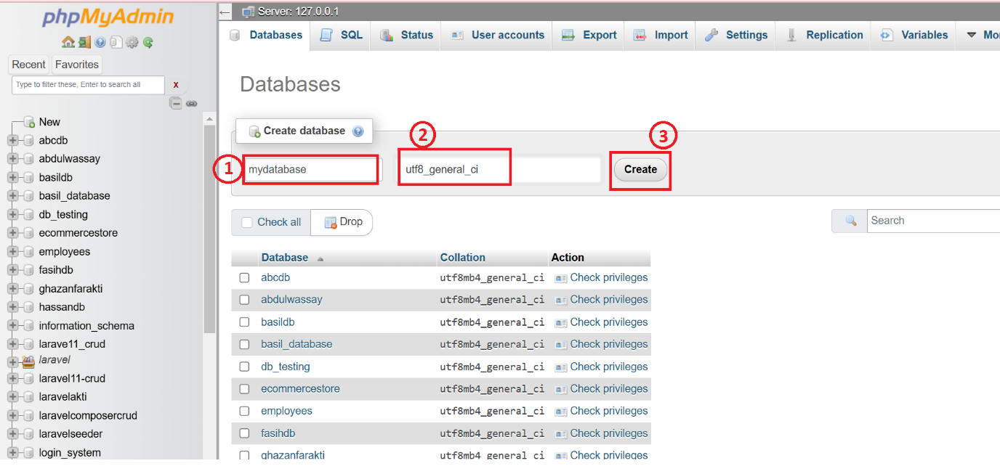 phpMyAdmin
Recent Favorites
Type to filter these, Enter to search all X
New
abcdb
abdulwassay
basildb
basil_database
db_testing
ecommercestore
employees
fasihdb
ghazanfarakti
hassandb
information_schema
larave11_crud
laravel
laravel11-crud
laravelakti
laravelcomposercrud
laravelseeder
login_system
Server: 127.0.0.1
Databases SQL Status User accounts Export Import Settings Replication Variables Mo
Databases
Create database
1 mydatabase 2 utf8_general_ci 3 Create
Check all Drop Search
Database Collation Action
abcdb utf8mb4_general_ci Check privileges
abdulwassay utf8mb4_general_ci Check privileges
basildb utf8mb4_general_ci Check privileges
basil_database utf8mb4_general_ci Check privileges
db_testing utf8mb4_general_ci Check privileges
ecommercestore utf8mb4_general_ci Check privileges
employees utf8mb4_general_ci Check privileges
fasihdb utf8mb4_general_ci Check privileges
ghazanfarakti utf8mb4_general_ci Check privileges